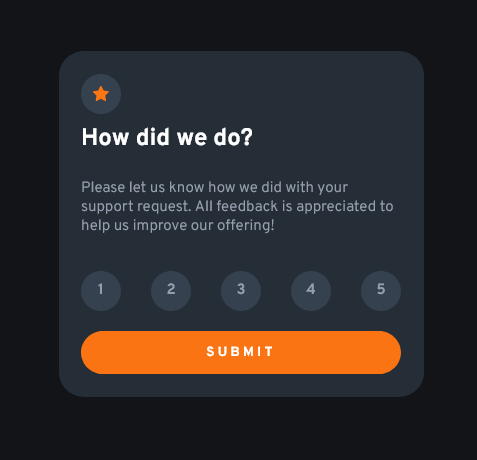 How did we do?
Please let us know how we did with your
support request. All feedback is appreciated to
help us improve our offering!
1 2 3 4 5
SUBMIT